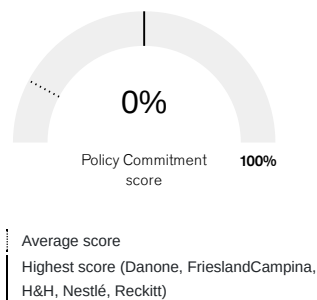 0%
Policy Commitment 100%
score
Average score
Highest score (Danone, FrieslandCampina,
H&H, Nestlé, Reckitt)